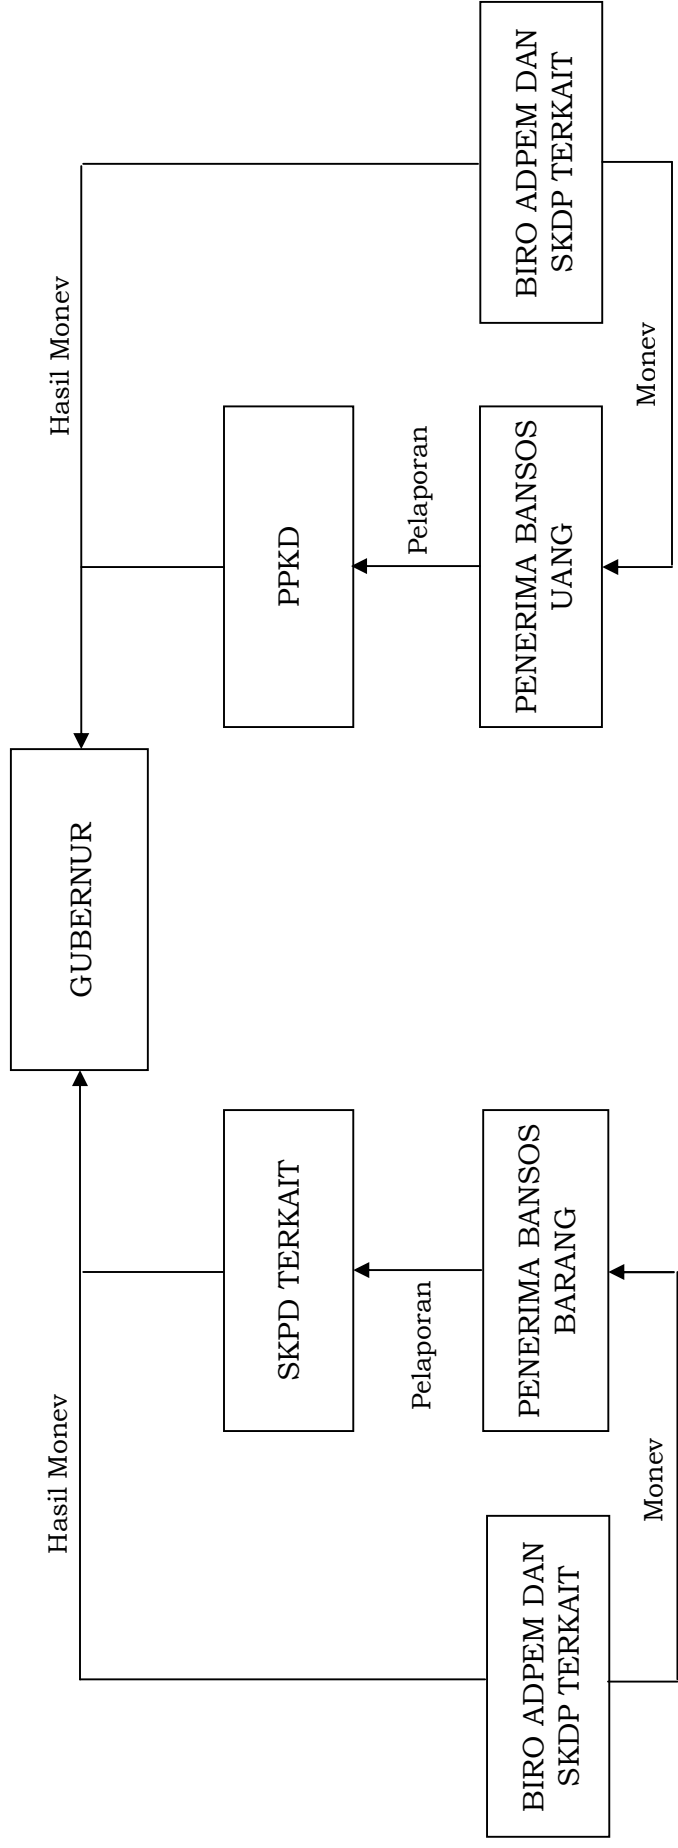 GUBERNUR
Hasil Monev
Hasil Monev
SKPD TERKAIT
PPKD
Pelaporan
Pelaporan
BIRO ADPEM DAN
SKDP TERKAIT
PENERIMA BANSOS
BARANG
PENERIMA BANSOS
UANG
BIRO ADPEM DAN
SKDP TERKAIT
Monev
Monev